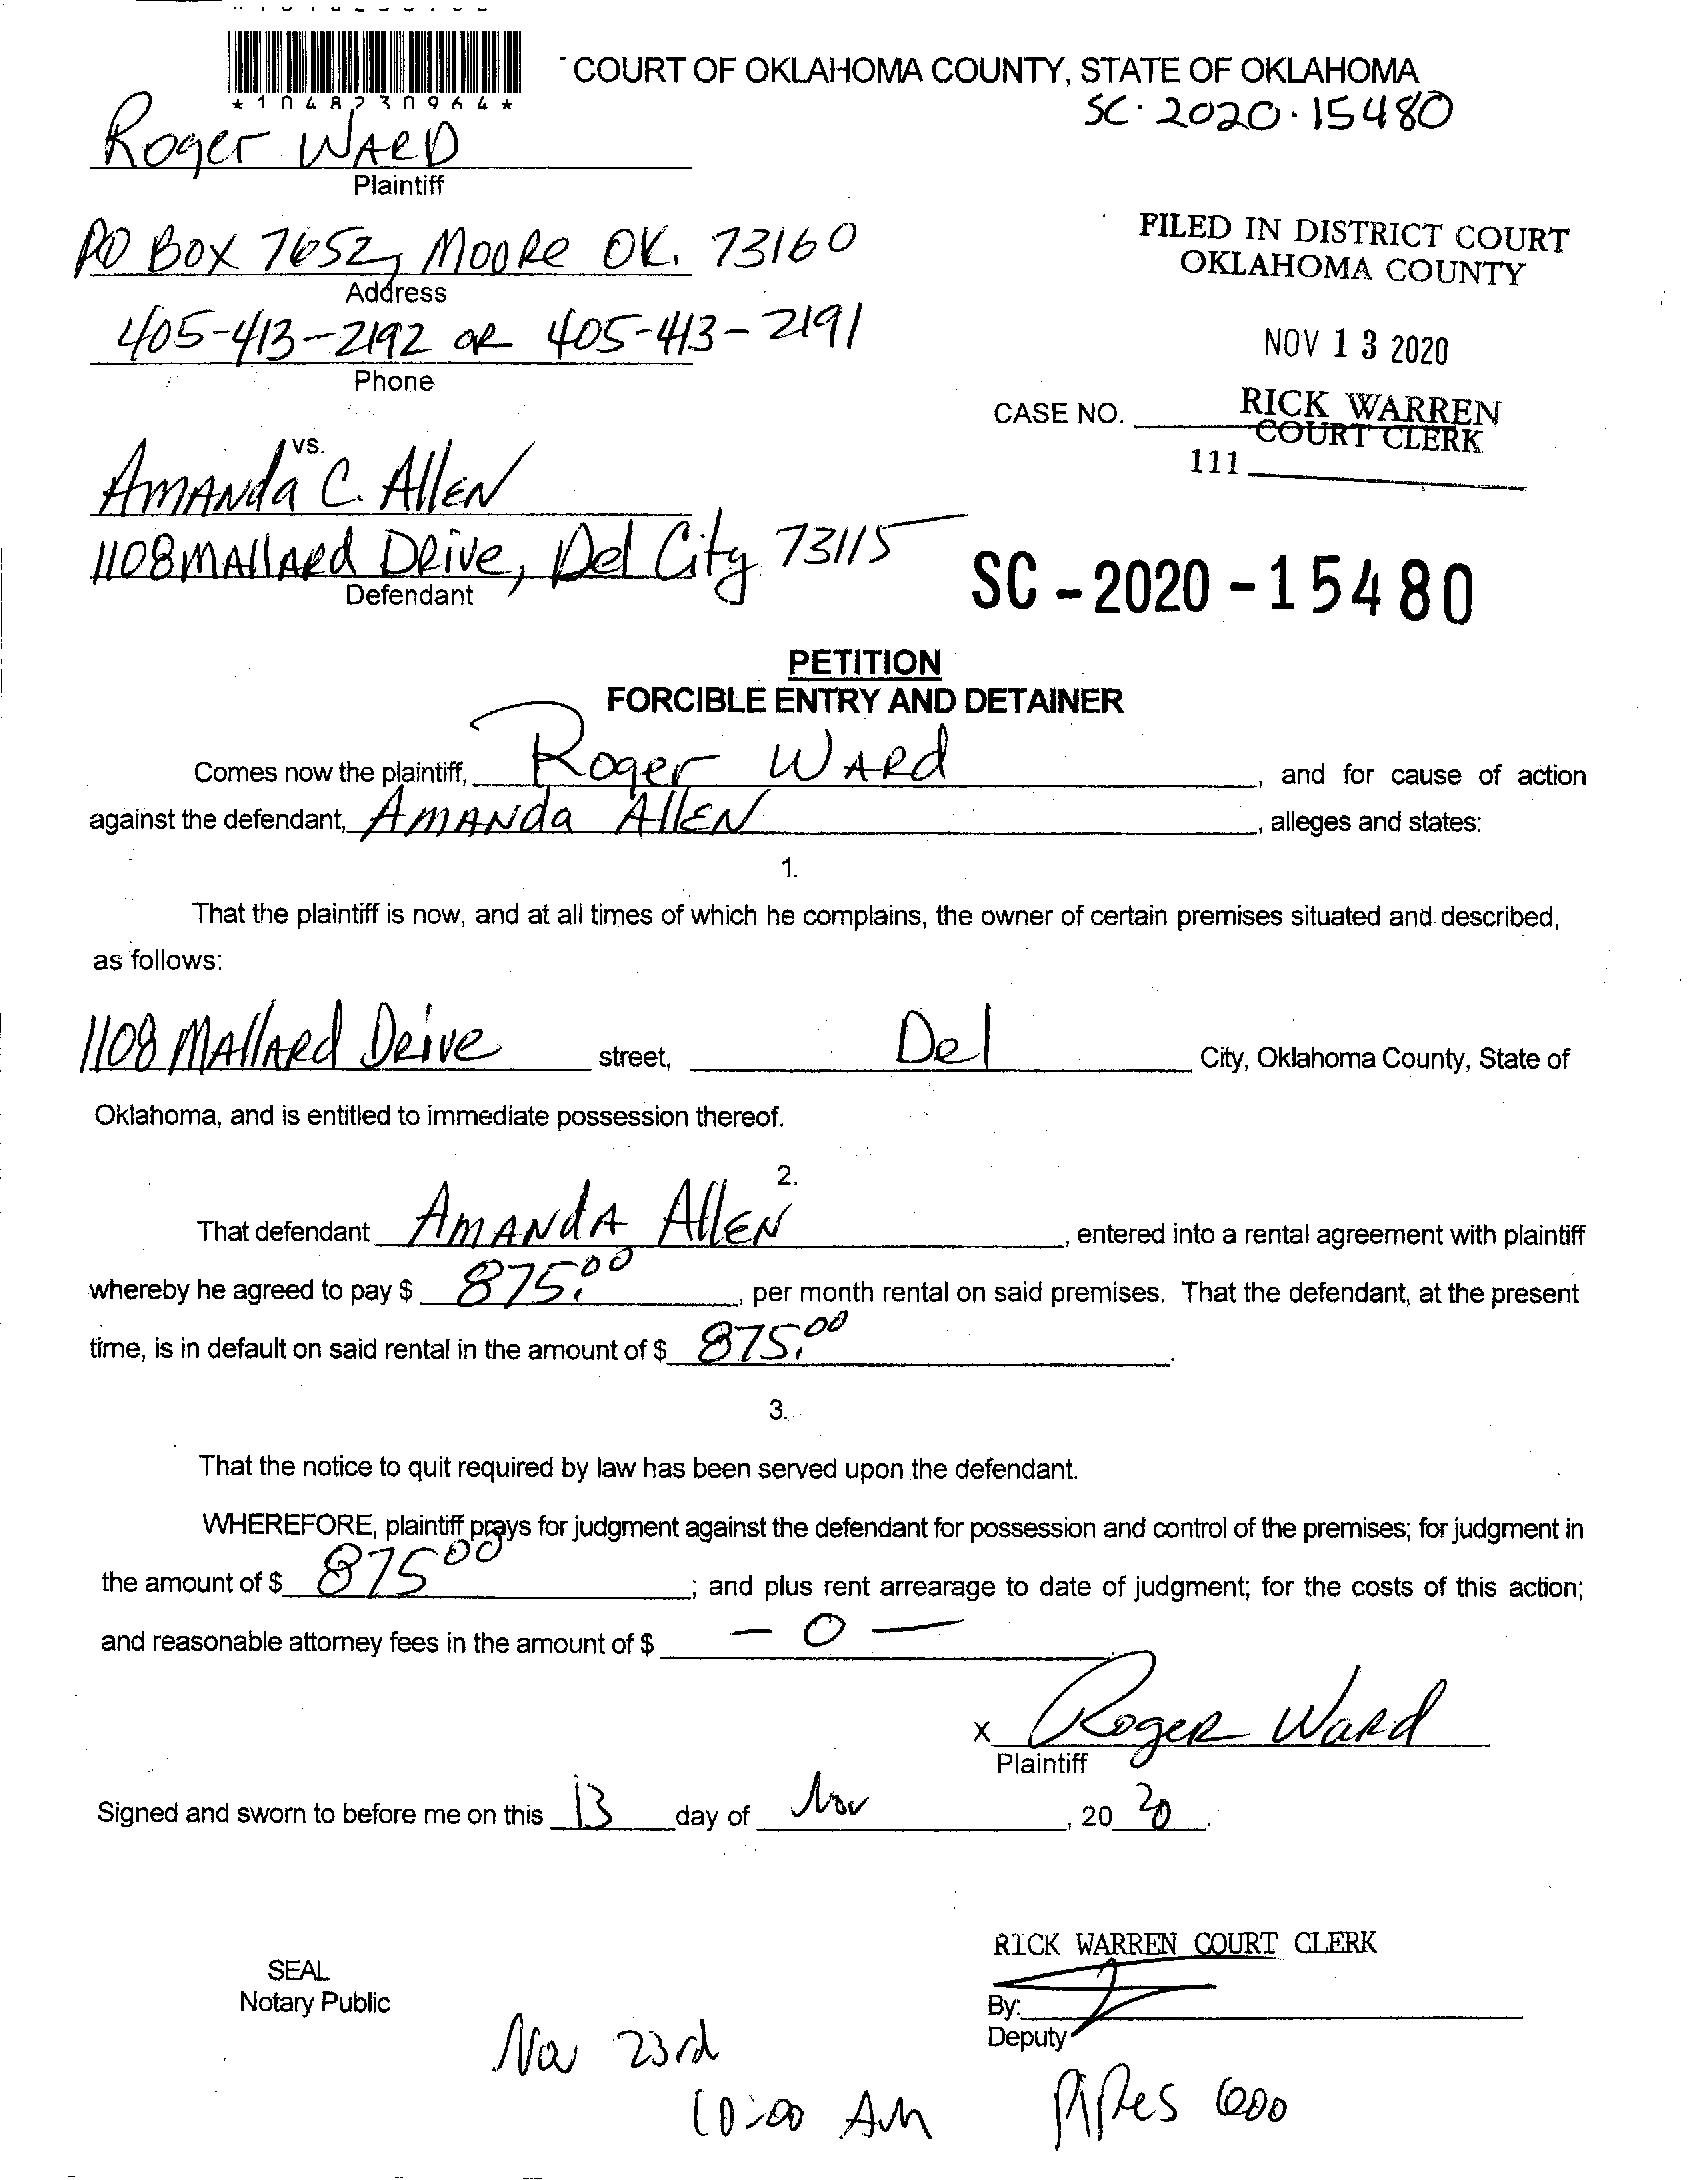 *1048230964*
COURT OF OKLAHOMA COUNTY, STATE OF OKLAHOMA
SC-2020-15480
Roger WARD
Plaintiff
PO BOX 7652, MOORE OK. 73160
Address
405-413-2192 OR 405-413-2191
Phone
FILED IN DISTRICT COURT
OKLAHOMA COUNTY
NOV 13 2020
RICK WARREN
COURT CLERK
CASE NO.
111
vs.
AMANda C. AllEN
1108 MAllARd DRive, Del City 73115
Defendant
SC-2020-15480
PETITION
FORCIBLE ENTRY AND DETAINER
Comes now the plaintiff, Roger WARd, and for cause of action
against the defendant, AMANda AllEN, alleges and states:
1.
That the plaintiff is now, and at all times of which he complains, the owner of certain premises situated and described,
as follows:
1108 MAllARd DRive street, Del City, Oklahoma County, State of
Oklahoma, and is entitled to immediate possession thereof.
2.
That defendant AMANdA AllEN, entered into a rental agreement with plaintiff
whereby he agreed to pay $ 875.00, per month rental on said premises. That the defendant, at the present
time, is in default on said rental in the amount of $ 875.00.
3.
That the notice to quit required by law has been served upon the defendant.
WHEREFORE, plaintiff prays for judgment against the defendant for possession and control of the premises; for judgment in
the amount of $ 875 00; and plus rent arrearage to date of judgment; for the costs of this action;
and reasonable attorney fees in the amount of $ - 0 -
x RogeR WaRd
Plaintiff
Signed and sworn to before me on this 13 day of Nov, 20 20.
RICK WARREN COURT CLERK
SEAL
Notary Public
By:
Deputy
Nov 23rd
10:00 AM